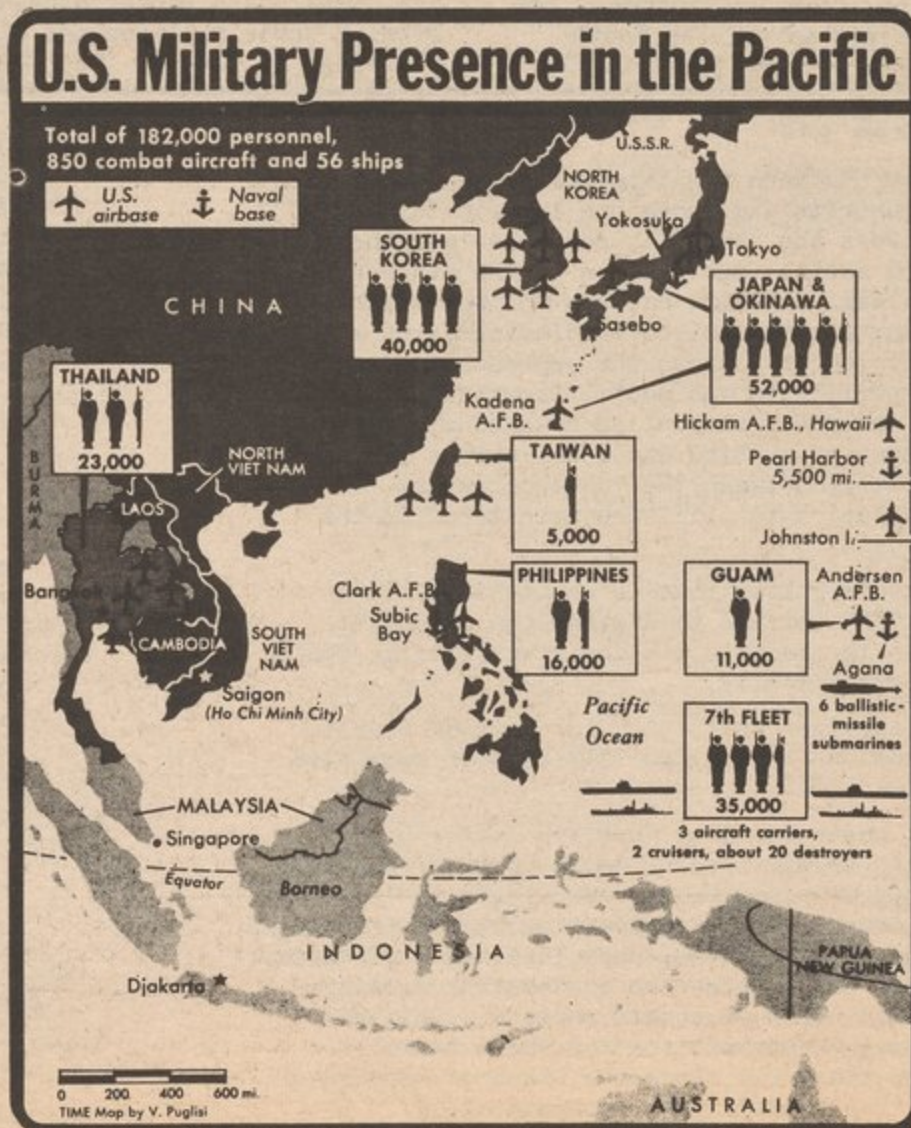 U.S. Military Presence in the Pacific
Total of 182,000 personnel,
850 combat aircraft and 56 ships
U.S.
airbase
Naval
base
U.S.S.R.
NORTH
KOREA
Yokosuka
Tokyo
SOUTH
KOREA
40,000
JAPAN &
OKINAWA
52,000
CHINA
Sasebo
THAILAND
23,000
Kadena
A.F.B.
Hickam A.F.B., Hawaii
Pearl Harbor
5,500 mi.
Johnston I.
BURMA
NORTH
VIET NAM
LAOS
TAIWAN
5,000
Bangkok
CAMBODIA
SOUTH
VIET
NAM
Saigon
(Ho Chi Minh City)
Clark A.F.B.
Subic
Bay
PHILIPPINES
16,000
GUAM
11,000
Andersen
A.F.B.
Agana
6 ballistic-
missile
submarines
Pacific
Ocean
7th FLEET
35,000
3 aircraft carriers,
2 cruisers, about 20 destroyers
MALAYSIA
Singapore
Equator
Borneo
INDONESIA
Djakarta
PAPUA
NEW GUINEA
0 200 400 600 mi.
TIME Map by V. Puglisi
AUSTRALIA